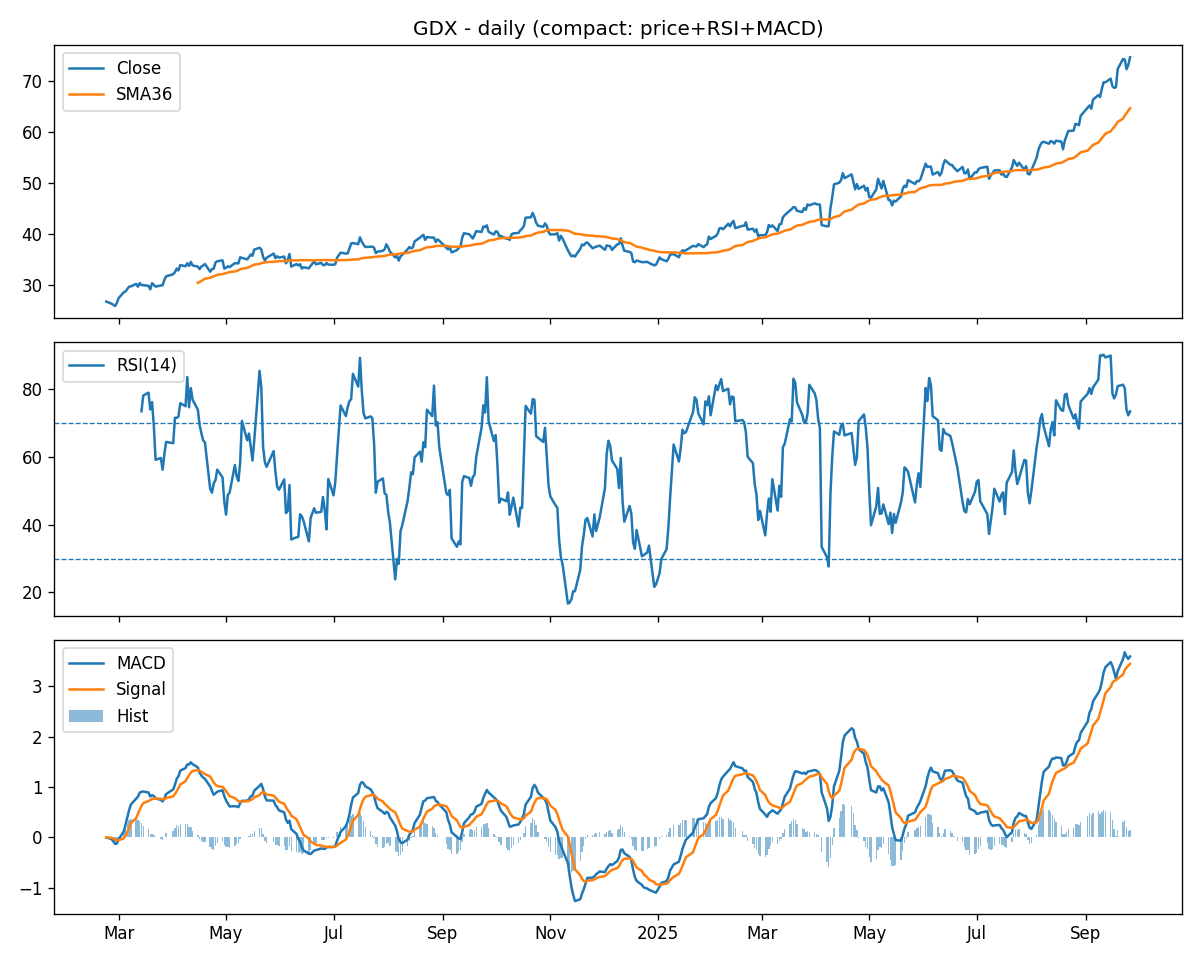 GDX - daily (compact: price+RSI+MACD)
Close
SMA36
70
60
50
40
30
RSI(14)
80
60
40
20
MACD
Signal
Hist
3
2
1
0
−1
Mar May Jul Sep Nov 2025 Mar May Jul Sep